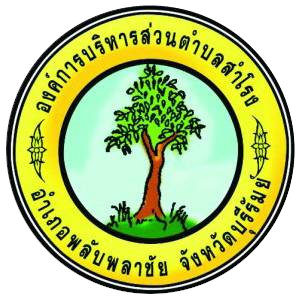 องค์การบริหารส่วนตำบลสำโรง
อำเภอพลับพลาชัย จังหวัดบุรีรัมย์